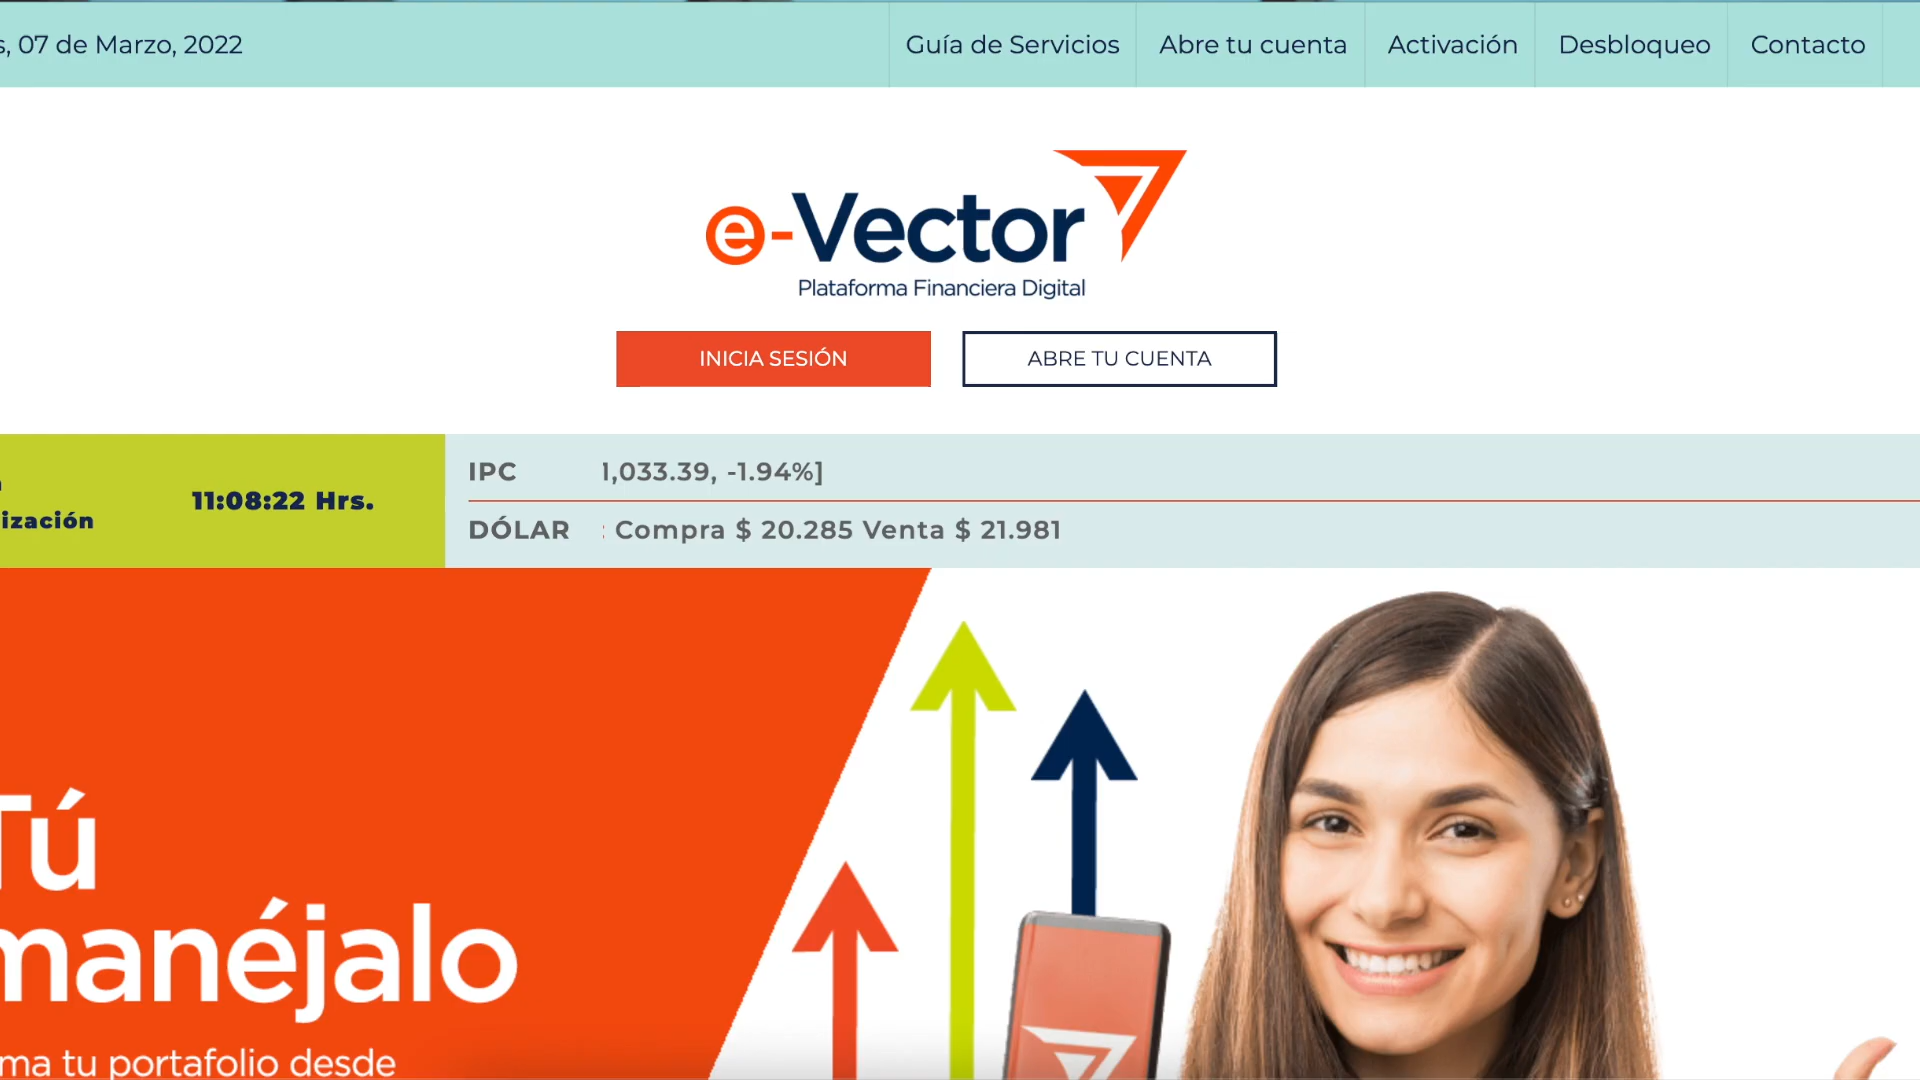 07 de Marzo, 2022
Guía de Servicios
Abre tu cuenta
Activación
Desbloqueo
Contacto
e-Vector
Plataforma Financiera Digital
INICIA SESIÓN
ABRE TU CUENTA
ización
11:08:22 Hrs.
IPC 1,033.39, -1.94%]
DÓLAR : Compra $ 20.285 Venta $ 21.981
Tú
manéjalo
ma tu portafolio desde